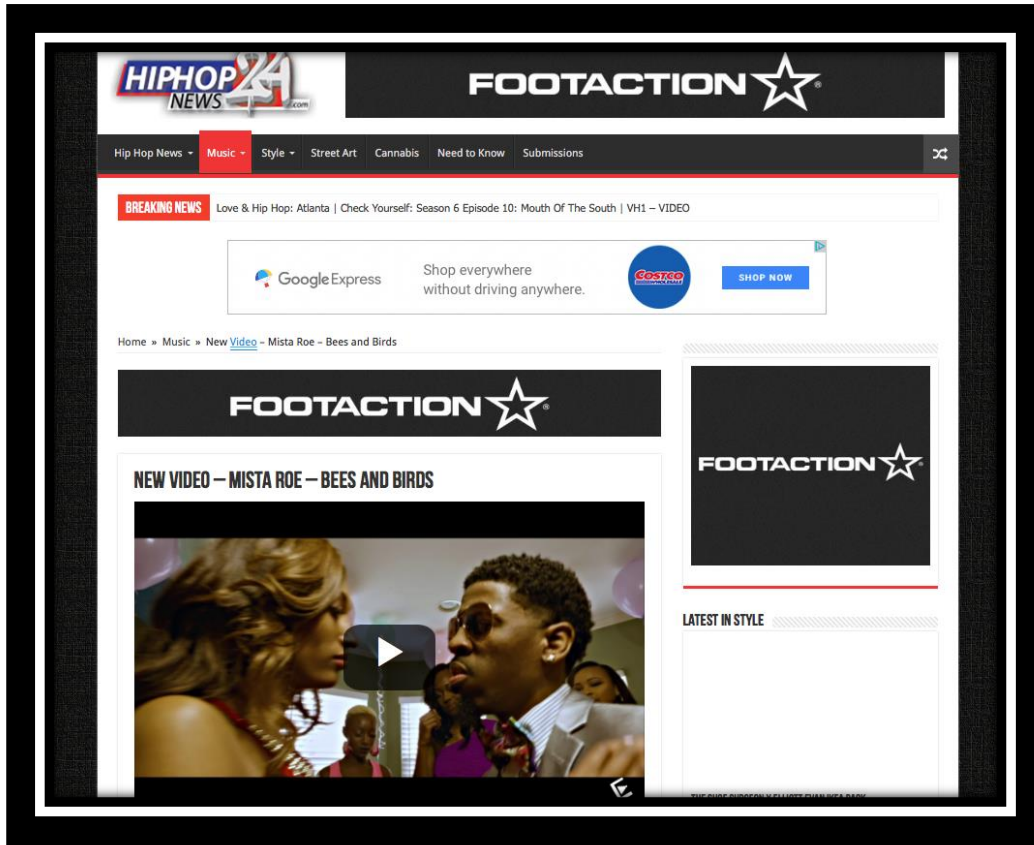 HIPHOP 24
NEWS .com
FOOTACTION
Hip Hop News Music Style Street Art Cannabis Need to Know Submissions
BREAKING NEWS Love & Hip Hop: Atlanta | Check Yourself: Season 6 Episode 10: Mouth Of The South | VH1 – VIDEO
Google Express
Shop everywhere
without driving anywhere.
COSTCO
WHOLESALE
SHOP NOW
Home » Music » New Video – Mista Roe – Bees and Birds
FOOTACTION
FOOTACTION
NEW VIDEO – MISTA ROE – BEES AND BIRDS
LATEST IN STYLE